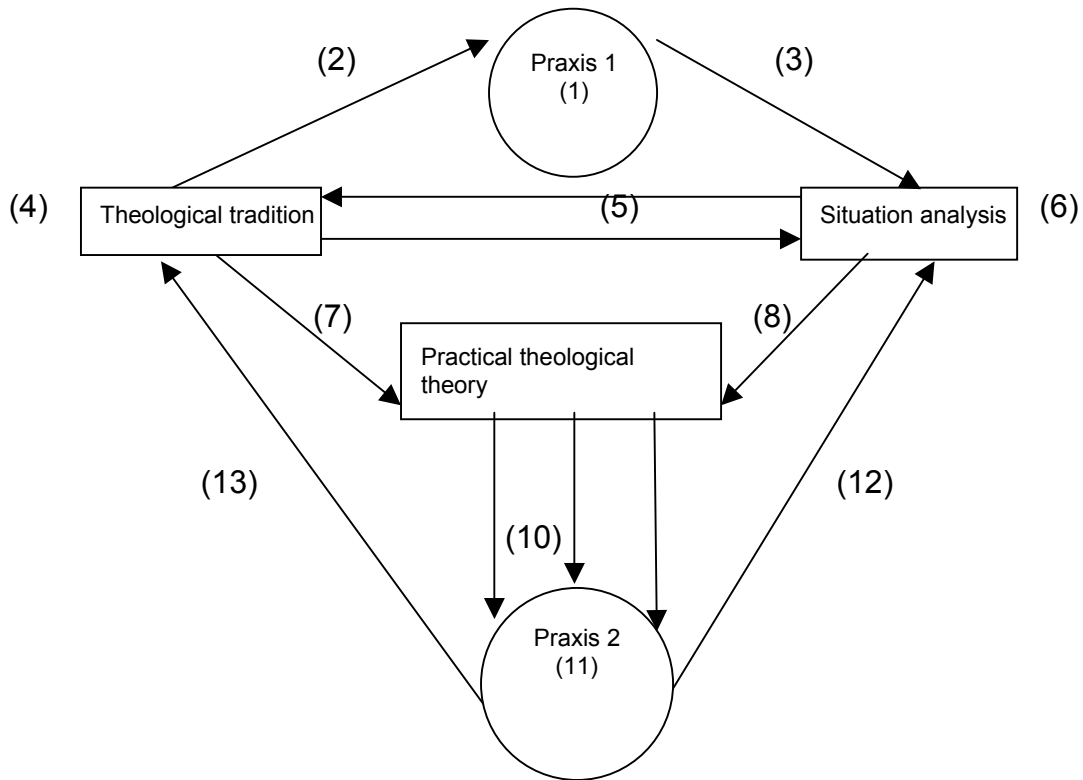 Praxis 1
(1)
(2)
(3)
(4)
Theological tradition
(5)
Situation analysis
(6)
(7)
(8)
Practical theological
theory
(13)
(12)
(10)
Praxis 2
(11)